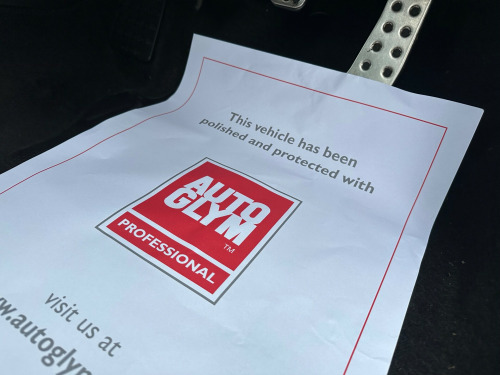 This vehicle has been
polished and protected with
AUTO
GLYM
TM
PROFESSIONAL
visit us at